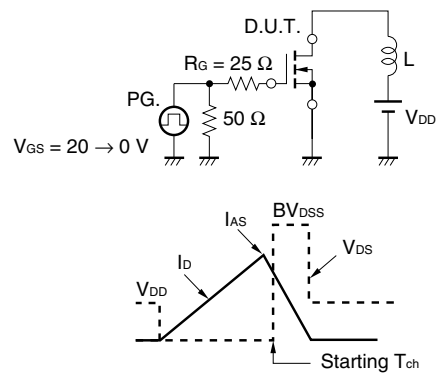 D.U.T.
RG = 25 Ω
L
PG.
50 Ω
VDD
VGS = 20 → 0 V
BVDSS
IAS
VDS
ID
VDD
Starting Tch